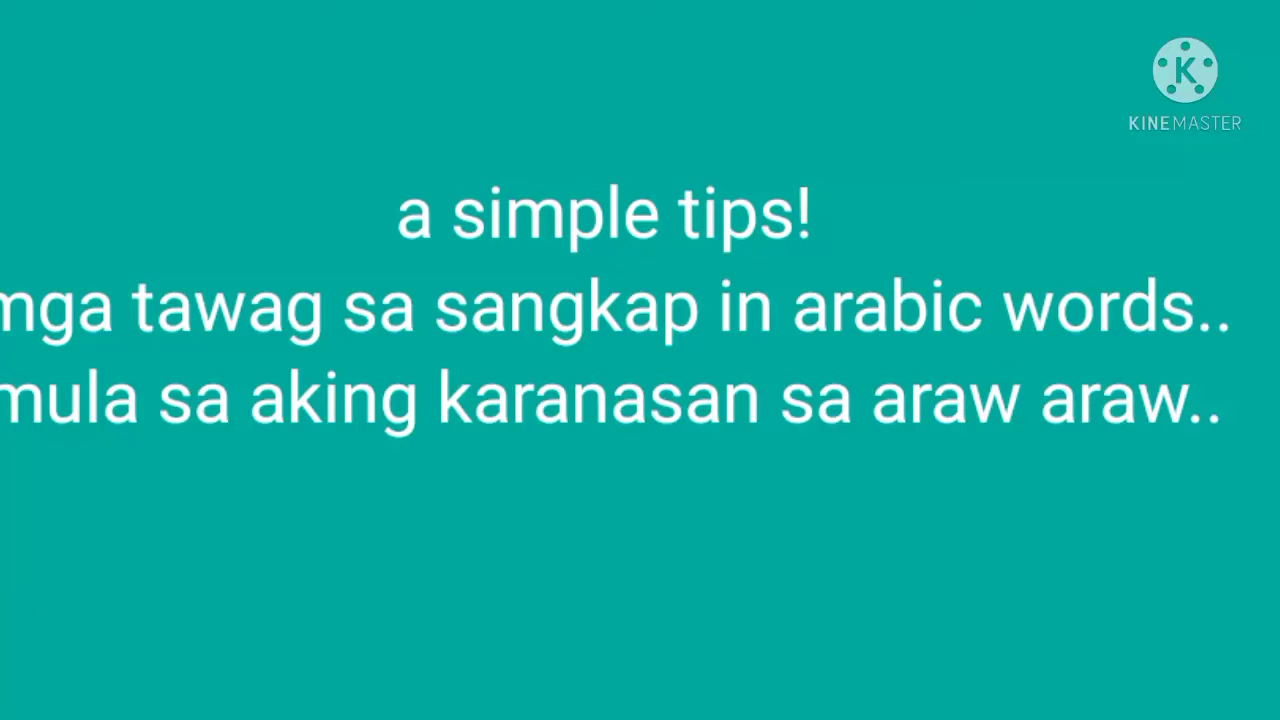 KINEMASTER
a simple tips!
mga tawag sa sangkap in arabic words..
mula sa aking karanasan sa araw araw..